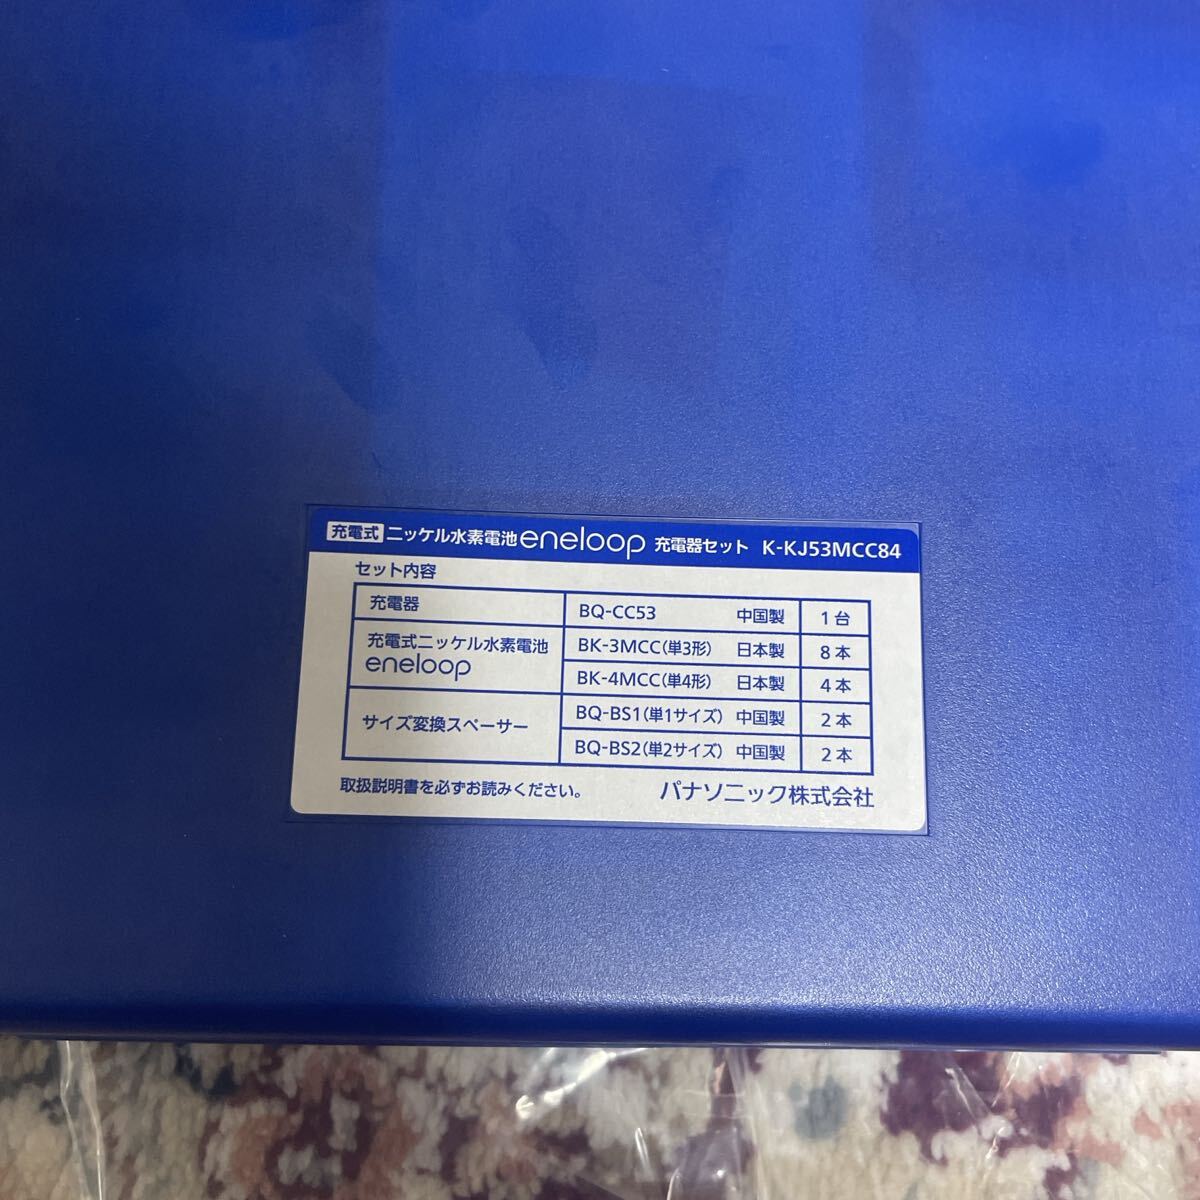 充電式 ニッケル水素電池 eneloop 充電器セット K-KJ53MCC84
セット内容
充電器 BQ-CC53 中国製 1台
充電式ニッケル水素電池 eneloop BK-3MCC(単3形) 日本製 8本
BK-4MCC(単4形) 日本製 4本
サイズ変換スペーサー BQ-BS1(単1サイズ) 中国製 2本
BQ-BS2(単2サイズ) 中国製 2本
取扱説明書を必ずお読みください。 パナソニック株式会社